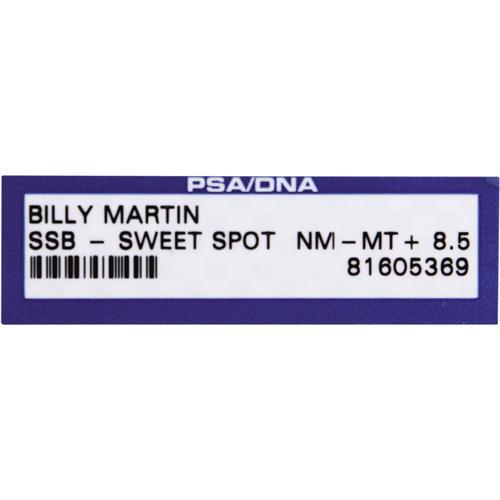 PSA/DNA
BILLY MARTIN
SSB - SWEET SPOT NM-MT+ 8.5
81605369